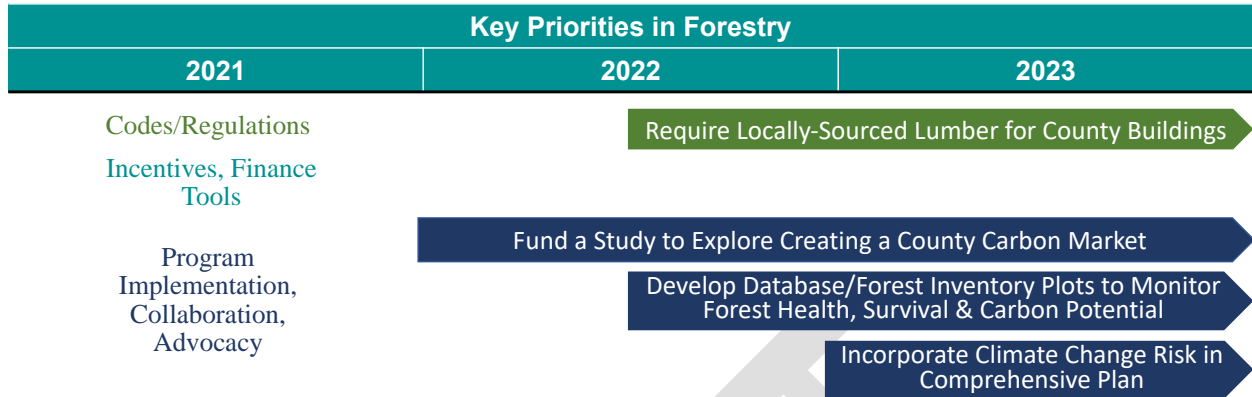 Key Priorities in Forestry
2021 2022 2023
Codes/Regulations
Require Locally-Sourced Lumber for County Buildings
Incentives, Finance
Tools
Fund a Study to Explore Creating a County Carbon Market
Program
Implementation,
Collaboration,
Advocacy
Develop Database/Forest Inventory Plots to Monitor
Forest Health, Survival & Carbon Potential
Incorporate Climate Change Risk in
Comprehensive Plan